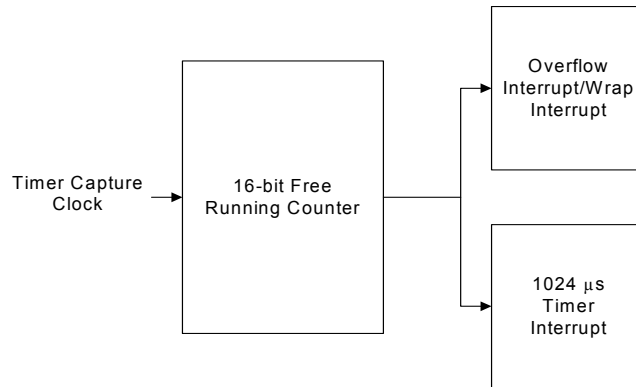 Timer Capture
Clock
16-bit Free
Running Counter
Overflow
Interrupt/Wrap
Interrupt
1024 μs
Timer
Interrupt